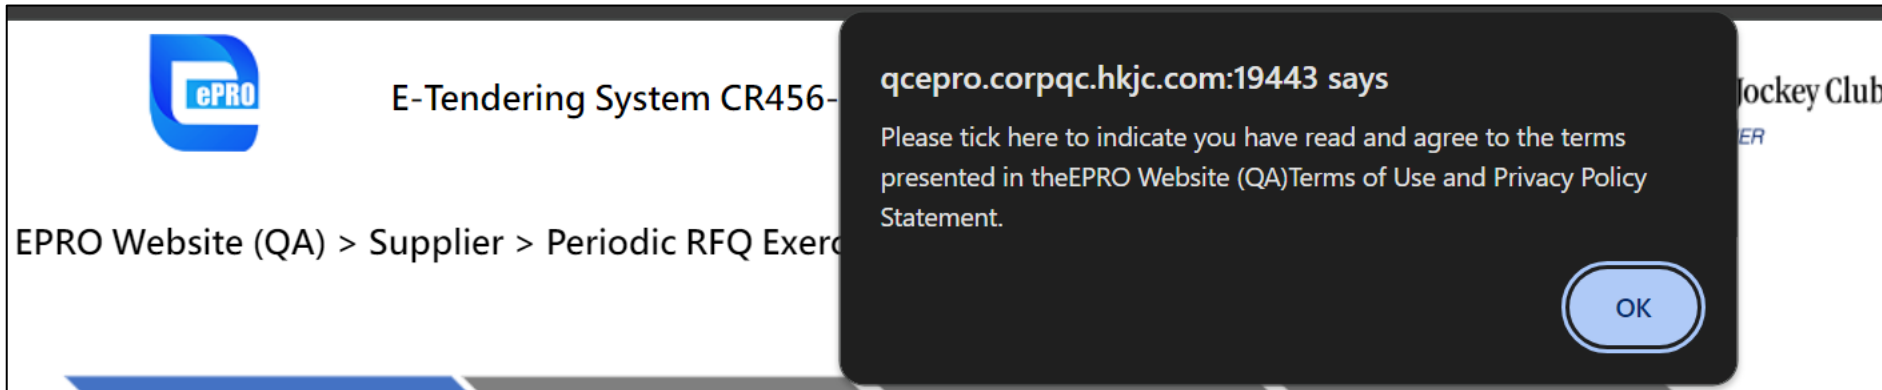 ePRO
E-Tendering System CR456-
qcepro.corpqc.hkjc.com:19443 says
Please tick here to indicate you have read and agree to the terms
presented in theEPRO Website (QA)Terms of Use and Privacy Policy
Statement.
OK
Jockey Club
ER
EPRO Website (QA) > Supplier > Periodic RFQ Exerc